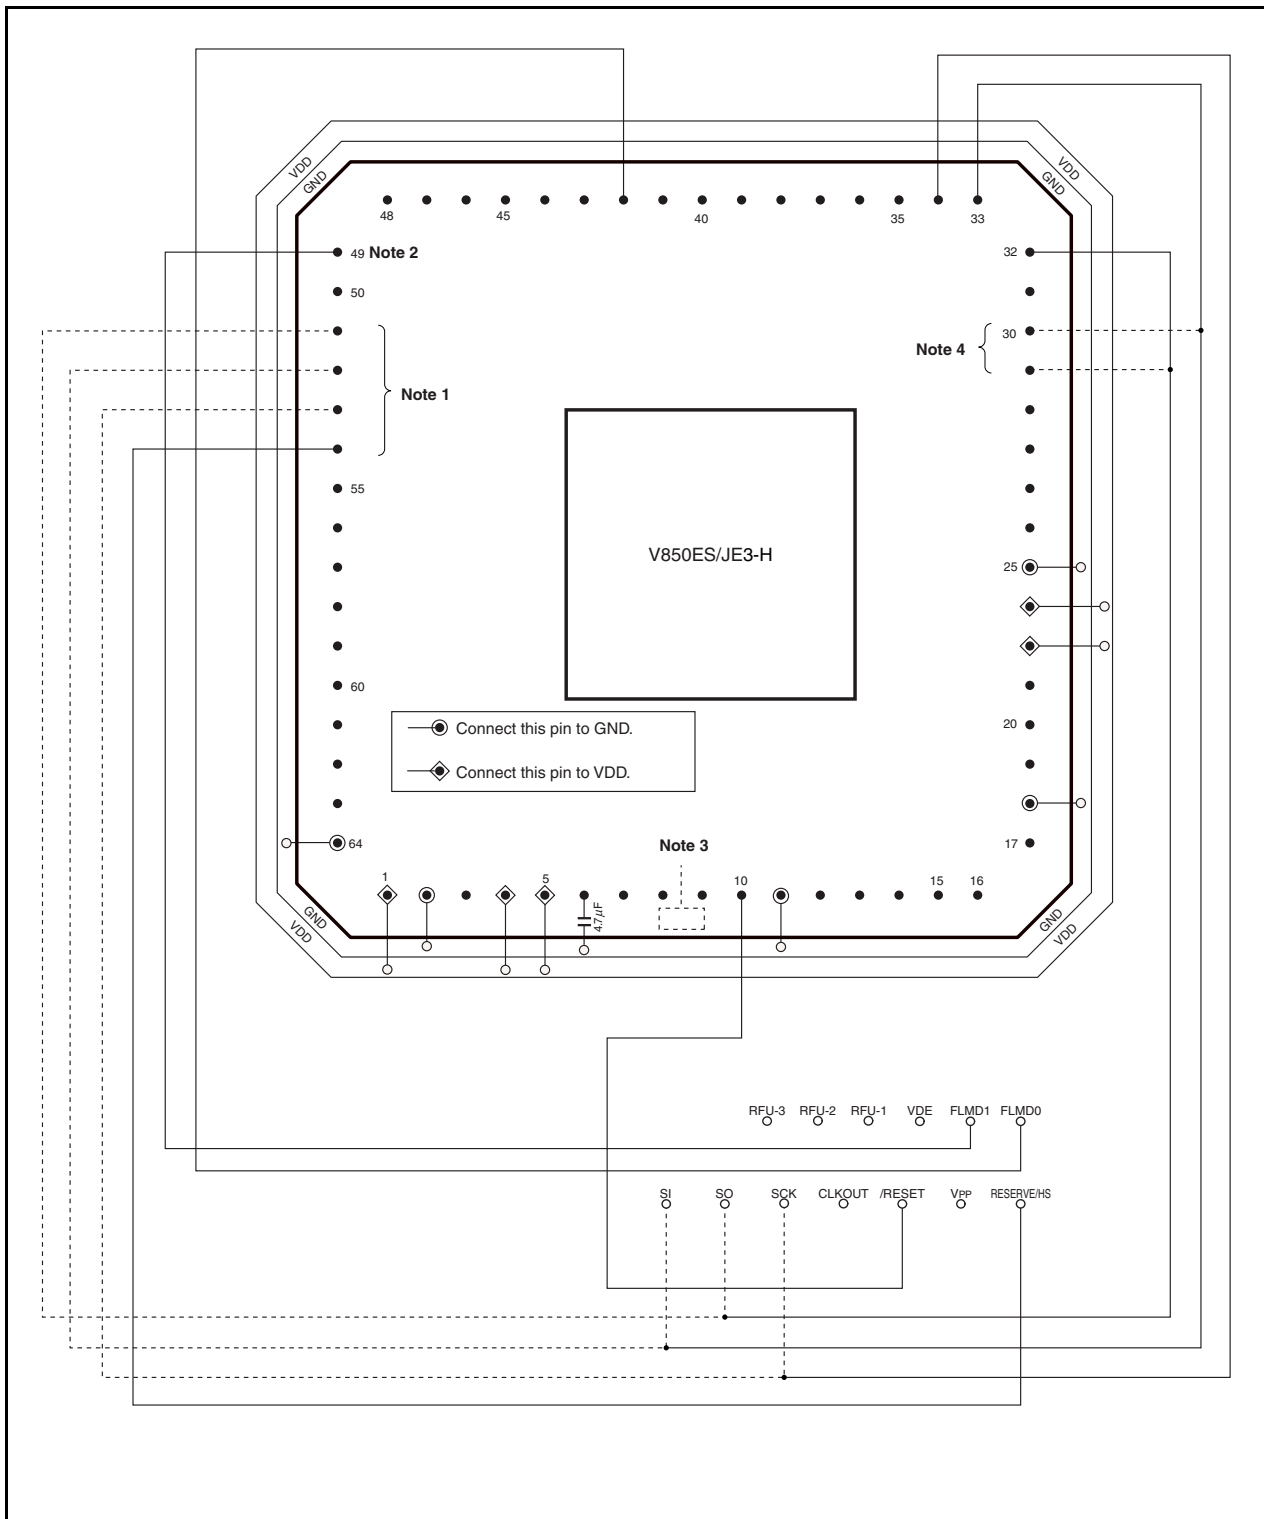 VDD
GND
VDD
GND
48
45
40
35
33
49 Note 2
32
50
30
Note 4
Note 1
55
V850ES/JE3-H
25
60
Connect this pin to GND.
20
Connect this pin to VDD.
64
Note 3
17
1
5
10
15
16
4.7 μF
GND
VDD
GND
VDD
RFU-3 RFU-2 RFU-1 VDE FLMD1 FLMD0
SI SO SCK CLKOUT /RESET VPP RESERVE/HS